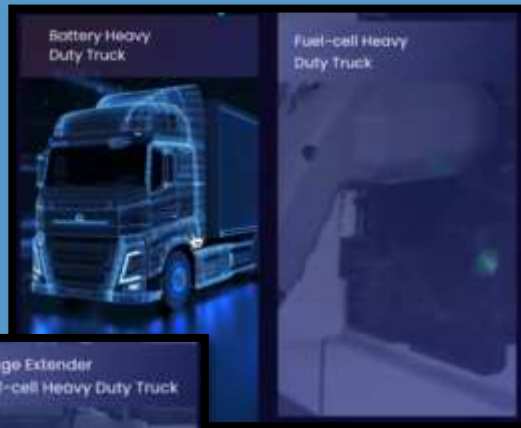 Battery Heavy
Duty Truck
Fuel-cell Heavy
Duty Truck
ge Extender
l-cell Heavy Duty Truck